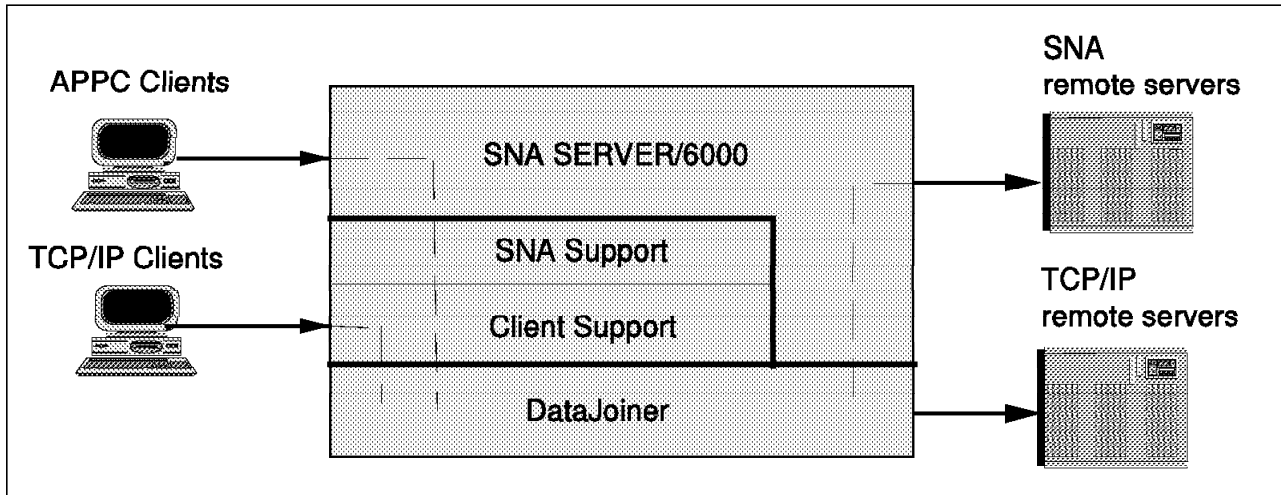 APPC Clients
TCP/IP Clients
SNA SERVER/6000
SNA Support
Client Support
DataJoiner
SNA
remote servers
TCP/IP
remote servers